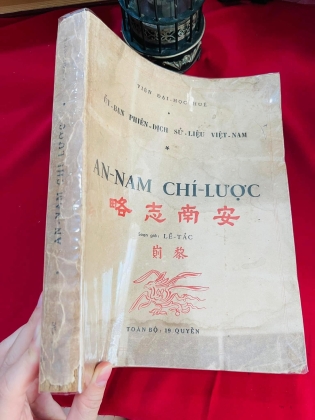 VIỆN ĐẠI-HỌC HUẾ
ỦY-BAN PHIÊN-DỊCH SỬ-LIỆU VIỆT-NAM
*
AN-NAM CHÍ-LƯỢC
略志南安
Soạn giả: LÊ-TẮC
崱黎
TOÀN BỘ: 19 QUYỂN